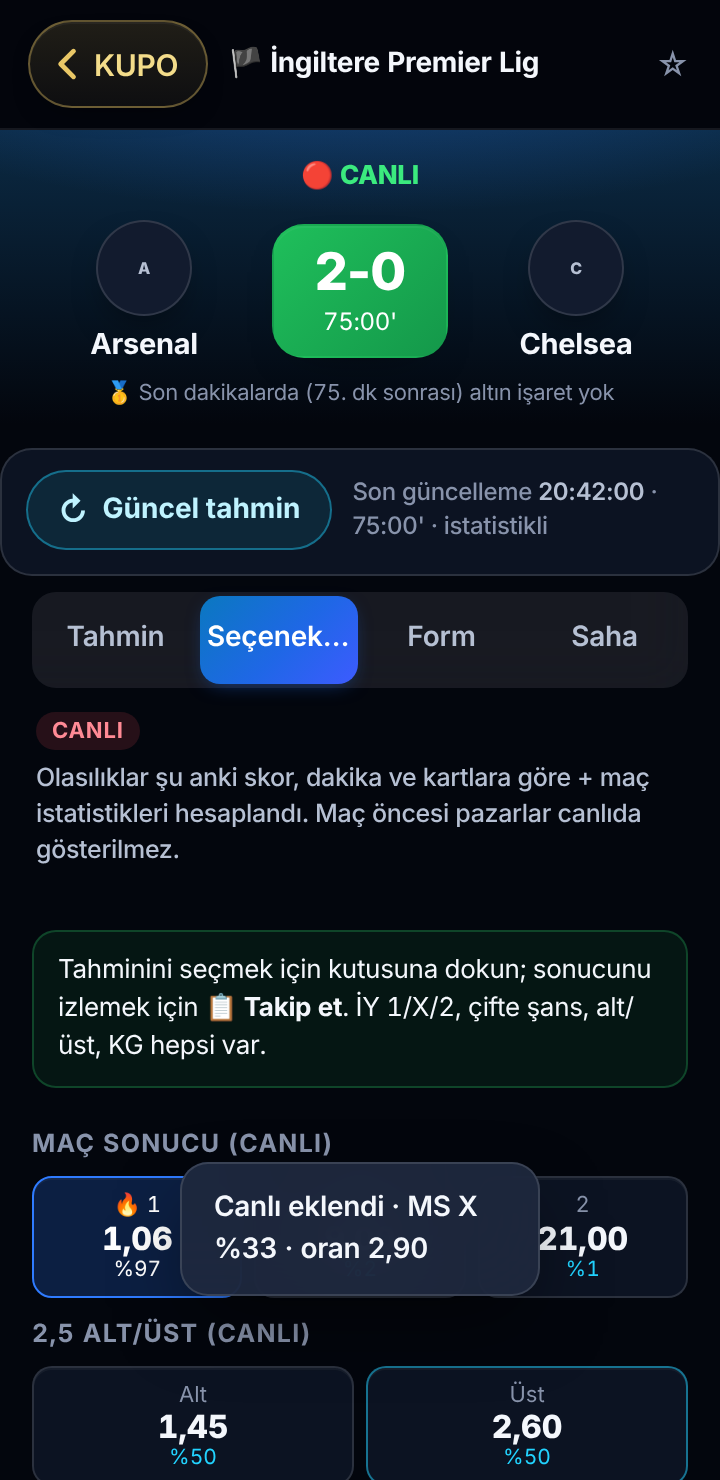 KUPO
İngiltere Premier Lig
CANLI
A
2-0
75:00'
C
Arsenal
Chelsea
Son dakikalarda (75. dk sonrası) altın işaret yok
Güncel tahmin
Son güncelleme 20:42:00 ·
75:00' · istatistikli
Tahmin
Seçenek...
Form
Saha
CANLI
Olasılıklar şu anki skor, dakika ve kartlara göre + maç
istatistikleri hesaplandı. Maç öncesi pazarlar canlıda
gösterilmez.
Tahminini seçmek için kutusuna dokun; sonucunu
izlemek için 📋 Takip et. İY 1/X/2, çifte şans, alt/
üst, KG hepsi var.
MAÇ SONUCU (CANLI)
🔥 1
1,06
%97
Canlı eklendi · MS X
%33 · oran 2,90
2
21,00
%1
2,5 ALT/ÜST (CANLI)
Alt
1,45
%50
Üst
2,60
%50